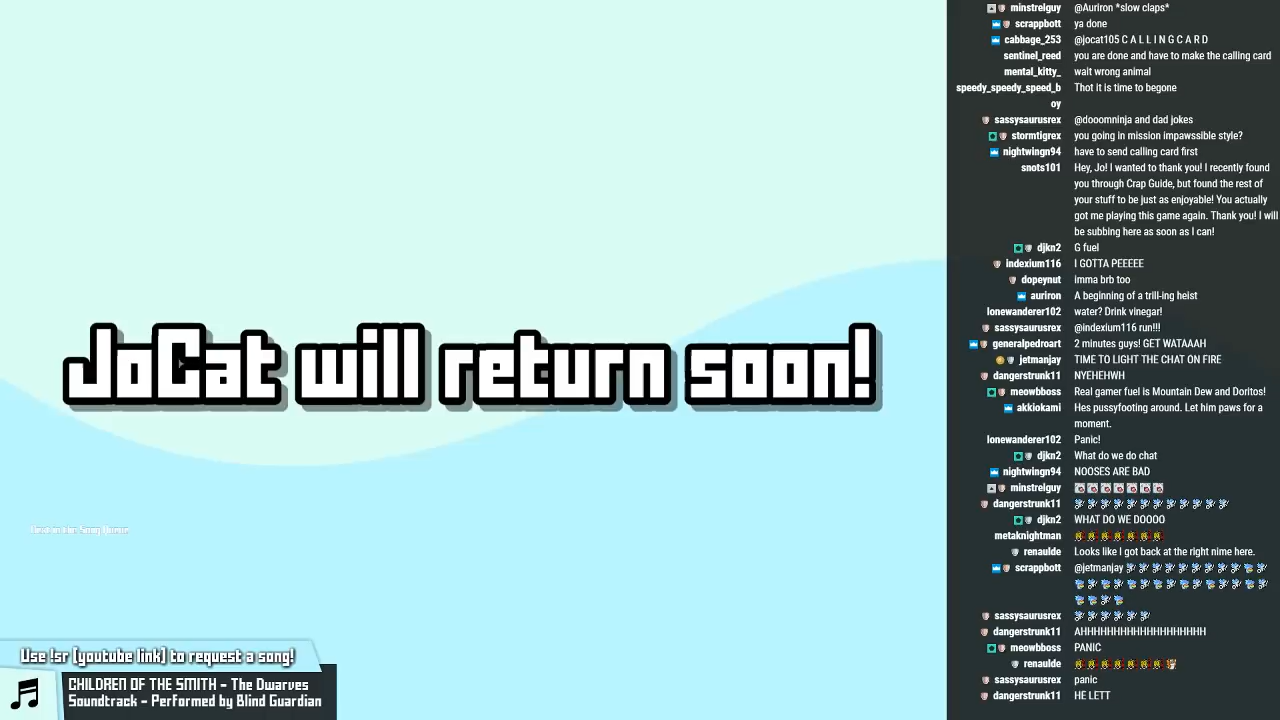 JoCat will return soon!
Next in the Song Queue
Use !sr [youtube link] to request a song!
CHILDREN OF THE SMITH - The Dwarves
Soundtrack - Performed by Blind Guardian
minstrelguy @Auriron *slow claps*
scrappbott ya done
cabbage_253 @jocat105 C A L L I N G C A R D
sentinel_reed you are done and have to make the calling card
mental_kitty_ wait wrong animal
speedy_speedy_speed_b Thot it is time to begone
oy
sassysaurusrex @dooomninja and dad jokes
stormtigrex you going in mission impawssible style?
nightwingn94 have to send calling card first
snots101 Hey, Jo! I wanted to thank you! I recently found
you through Crap Guide, but found the rest of
your stuff to be just as enjoyable! You actually
got me playing this game again. Thank you! I will
be subbing here as soon as I can!
djkn2 G fuel
indexium116 I GOTTA PEEEEE
dopeynut imma brb too
auriron A beginning of a trill-ing heist
lonewanderer102 water? Drink vinegar!
sassysaurusrex @indexium116 run!!!
generalpedroart 2 minutes guys! GET WATAAAH
jetmanjay TIME TO LIGHT THE CHAT ON FIRE
dangerstrunk11 NYEHEHWH
meowbboss Real gamer fuel is Mountain Dew and Doritos!
akkiokami Hes pussyfooting around. Let him paws for a
moment.
lonewanderer102 Panic!
djkn2 What do we do chat
nightwingn94 NOOSES ARE BAD
minstrelguy
dangerstrunk11
djkn2 WHAT DO WE DOOOO
metaknightman
renaulde Looks like I got back at the right nime here.
scrappbott @jetmanjay
sassysaurusrex
dangerstrunk11 AHHHHHHHHHHHHHHHHHHH
meowbboss PANIC
renaulde
sassysaurusrex panic
dangerstrunk11 HE LETT